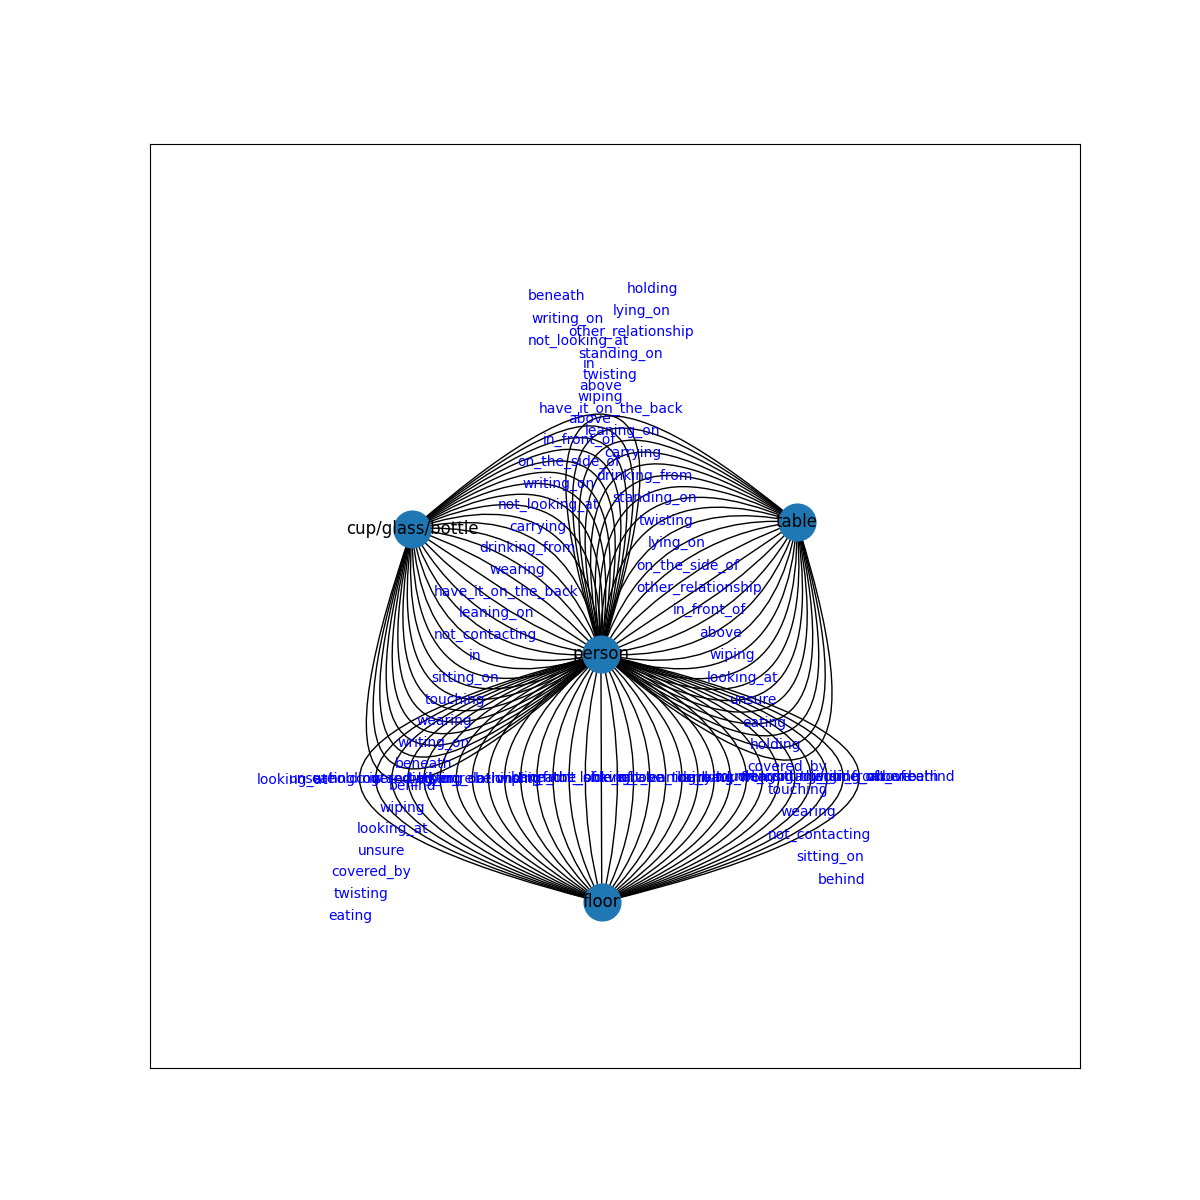 holding
beneath
lying_on
writing_on
other_relationship
not_looking_at
standing_on
in
twisting
above
wiping
have_it_on_the_back
above
leaning_on
in_front_of
carrying
on_the_side_of
drinking_from
writing_on
standing_on
not_looking_at
twisting
table
carrying
cup/glass/bottle
lying_on
drinking_from
on_the_side_of
wearing
other_relationship
have_it_on_the_back
in_front_of
leaning_on
above
not_contacting
person
wiping
in
looking_at
sitting_on
unsure
touching
eating
wearing
holding
writing_on
covered_by
beneath
looking_at
behind
behind
touching
wiping
wearing
looking_at
not_contacting
unsure
sitting_on
covered_by
behind
twisting
floor
eating